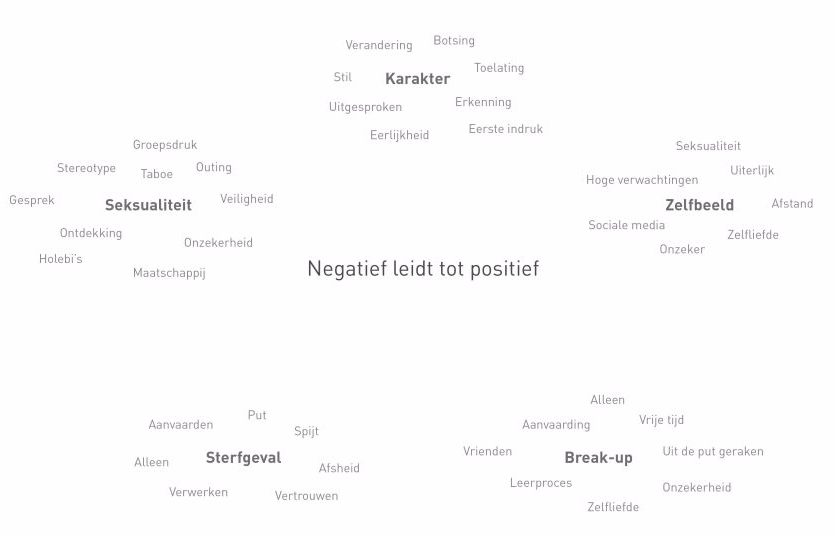 Verandering
Botsing
Toelating
Stil
Karakter
Uitgesproken
Erkenning
Eerlijkheid
Eerste indruk
Groepsdruk
Stereotype
Taboe
Outing
Gesprek
Seksualiteit
Veiligheid
Ontdekking
Onzekerheid
Holebi's
Maatschappij
Seksualiteit
Uiterlijk
Hoge verwachtingen
Zelfbeeld
Afstand
Sociale media
Zelfliefde
Onzeker
Negatief leidt tot positief
Put
Aanvaarden
Spijt
Alleen
Sterfgeval
Afsheid
Verwerken
Vertrouwen
Alleen
Vrije tijd
Aanvaarding
Vrienden
Break-up
Uit de put geraken
Leerproces
Onzekerheid
Zelfliefde